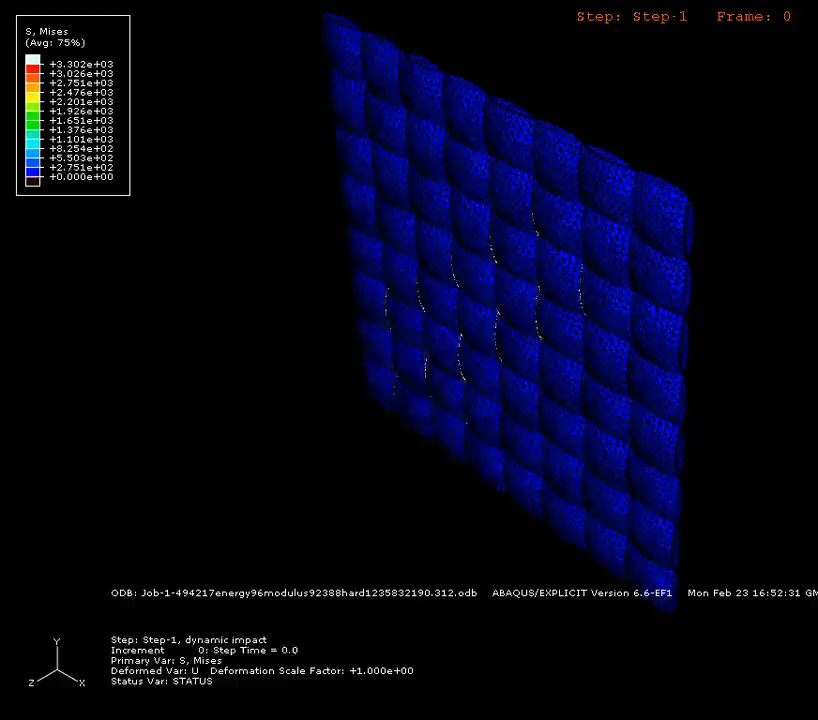 Step: Step-1 Frame: 0
S, Mises
(Avg: 75%)
+3.302e+03
+3.026e+03
+2.751e+03
+2.476e+03
+2.201e+03
+1.926e+03
+1.651e+03
+1.376e+03
+1.101e+03
+8.254e+02
+5.503e+02
+2.751e+02
+0.000e+00
ODB: Job-1-494217energy96modulus92388hard1235832190.312.odb ABAQUS/EXPLICIT Version 6.6-EF1 Mon Feb 23 16:52:31 GM
Step: Step-1, dynamic impact
Increment 0: Step Time = 0.0
Primary Var: S, Mises
Deformed Var: U Deformation Scale Factor: +1.000e+00
Status Var: STATUS
Y
Z X